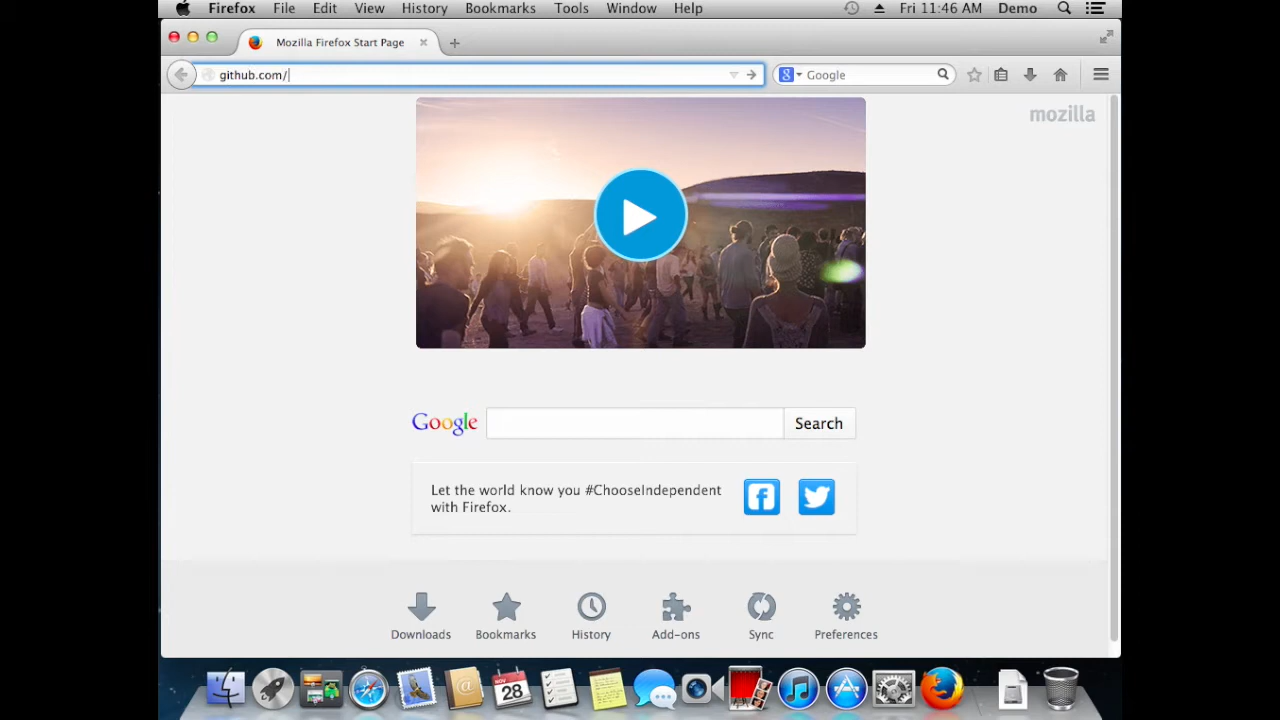 Firefox File Edit View History Bookmarks Tools Window Help Fri 11:46 AM Demo
Mozilla Firefox Start Page
github.com/
Google
mozilla
Google Search
Let the world know you #ChooseIndependent
with Firefox.
Downloads Bookmarks History Add-ons Sync Preferences
NOV
28